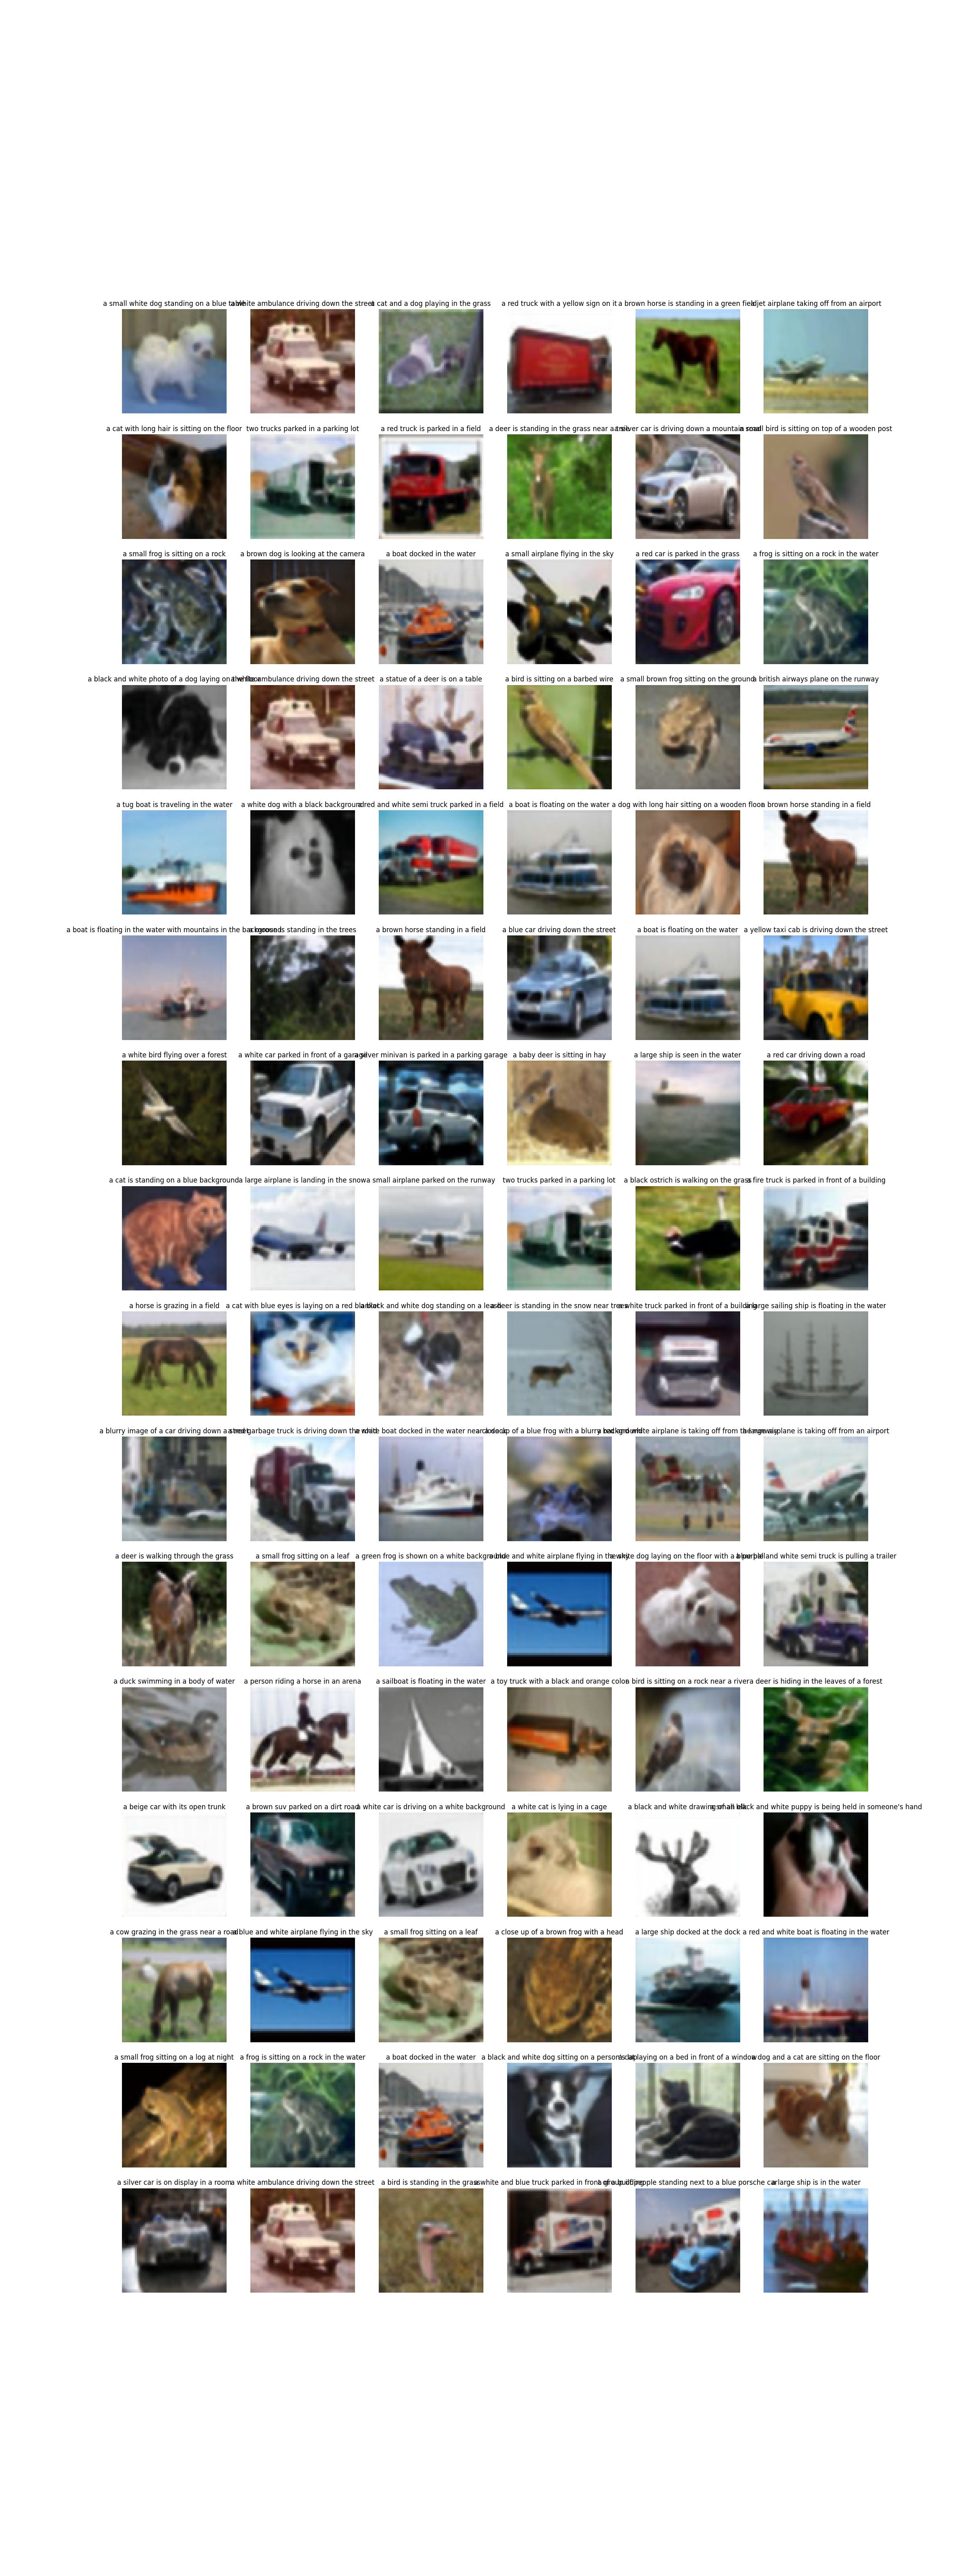 a small white dog standing on a blue table
a white ambulance driving down the street
a cat and a dog playing in the grass
a red truck with a yellow sign on it
a brown horse is standing in a green field
a jet airplane taking off from an airport
a cat with long hair is sitting on the floor
two trucks parked in a parking lot
a red truck is parked in a field
a deer is standing in the grass near a tree
a silver car is driving down a mountain road
a small bird is sitting on top of a wooden post
a small frog is sitting on a rock
a brown dog is looking at the camera
a boat docked in the water
a small airplane flying in the sky
a red car is parked in the grass
a frog is sitting on a rock in the water
a black and white photo of a dog laying on the floor
a white ambulance driving down the street
a statue of a deer is on a table
a bird is sitting on a barbed wire
a small brown frog sitting on the ground
a british airways plane on the runway
a tug boat is traveling in the water
a white dog with a black background
a red and white semi truck parked in a field
a boat is floating on the water
a dog with long hair sitting on a wooden floor
a brown horse standing in a field
a boat is floating in the water with mountains in the background
a moose is standing in the trees
a brown horse standing in a field
a blue car driving down the street
a boat is floating on the water
a yellow taxi cab is driving down the street
a white bird flying over a forest
a white car parked in front of a garage
a silver minivan is parked in a parking garage
a baby deer is sitting in hay
a large ship is seen in the water
a red car driving down a road
a cat is standing on a blue background
a large airplane is landing in the snow
a small airplane parked on the runway
two trucks parked in a parking lot
a black ostrich is walking on the grass
a fire truck is parked in front of a building
a horse is grazing in a field
a cat with blue eyes is laying on a red blanket
a black and white dog standing on a leash
a deer is standing in the snow near trees
a white truck parked in front of a building
a large sailing ship is floating in the water
a blurry image of a car driving down a street
a red garbage truck is driving down the road
a white boat docked in the water near a dock
a close up of a blue frog with a blurry background
a red and white airplane is taking off from the runway
a large airplane is taking off from an airport
a deer is walking through the grass
a small frog sitting on a leaf
a green frog is shown on a white background
a blue and white airplane flying in the sky
a white dog laying on the floor with a blue ball
a purple and white semi truck is pulling a trailer
a duck swimming in a body of water
a person riding a horse in an arena
a sailboat is floating in the water
a toy truck with a black and orange color
a bird is sitting on a rock near a river
a deer is hiding in the leaves of a forest
a beige car with its open trunk
a brown suv parked on a dirt road
a white car is driving on a white background
a white cat is lying in a cage
a black and white drawing of an elk
a small black and white puppy is being held in someone's hand
a cow grazing in the grass near a road
a blue and white airplane flying in the sky
a small frog sitting on a leaf
a close up of a brown frog with a head
a large ship docked at the dock
a red and white boat is floating in the water
a small frog sitting on a log at night
a frog is sitting on a rock in the water
a boat docked in the water
a black and white dog sitting on a person's lap
a cat laying on a bed in front of a window
a dog and a cat are sitting on the floor
a silver car is on display in a room
a white ambulance driving down the street
a bird is standing in the grass
a white and blue truck parked in front of a building
a group of people standing next to a blue porsche car
a large ship is in the water